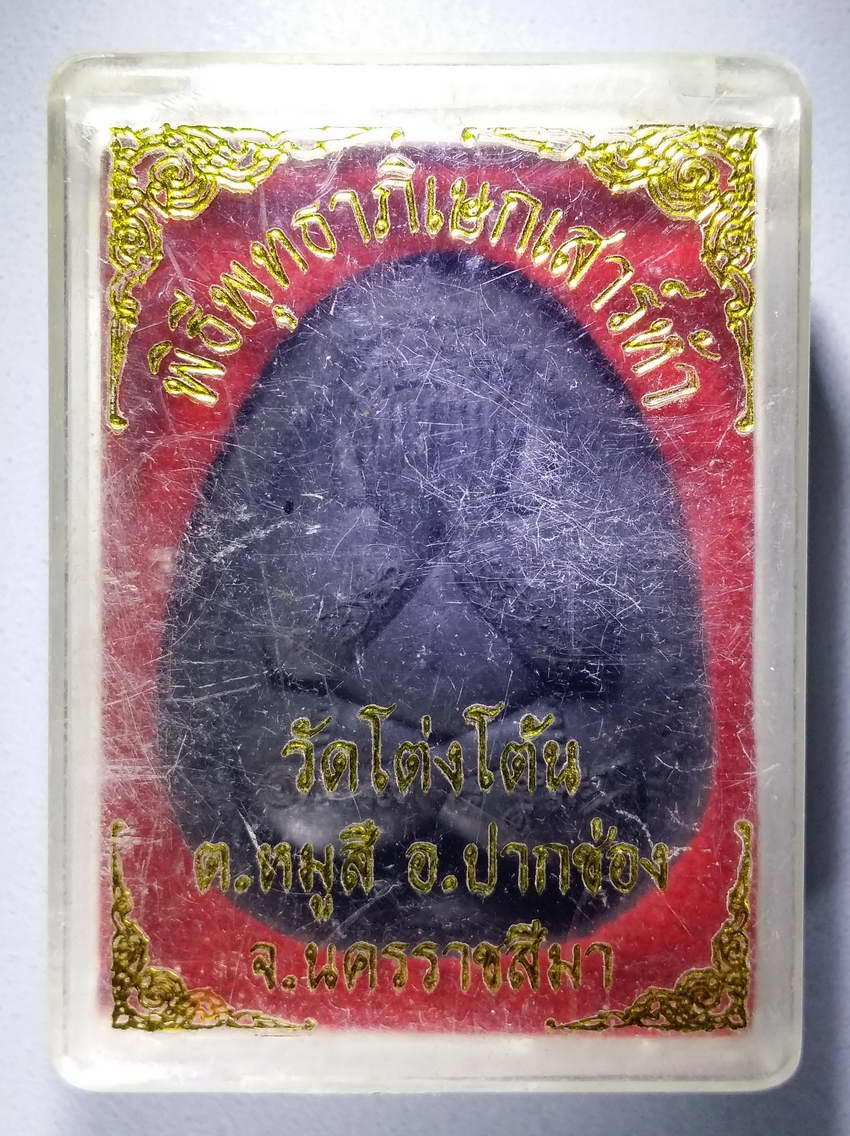 พิธีพุทธาภิเษกเสาร์ห้า
วัดโต่งโต้น
ต.หมูสี อ.ปากช่อง
จ.นครราชสีมา